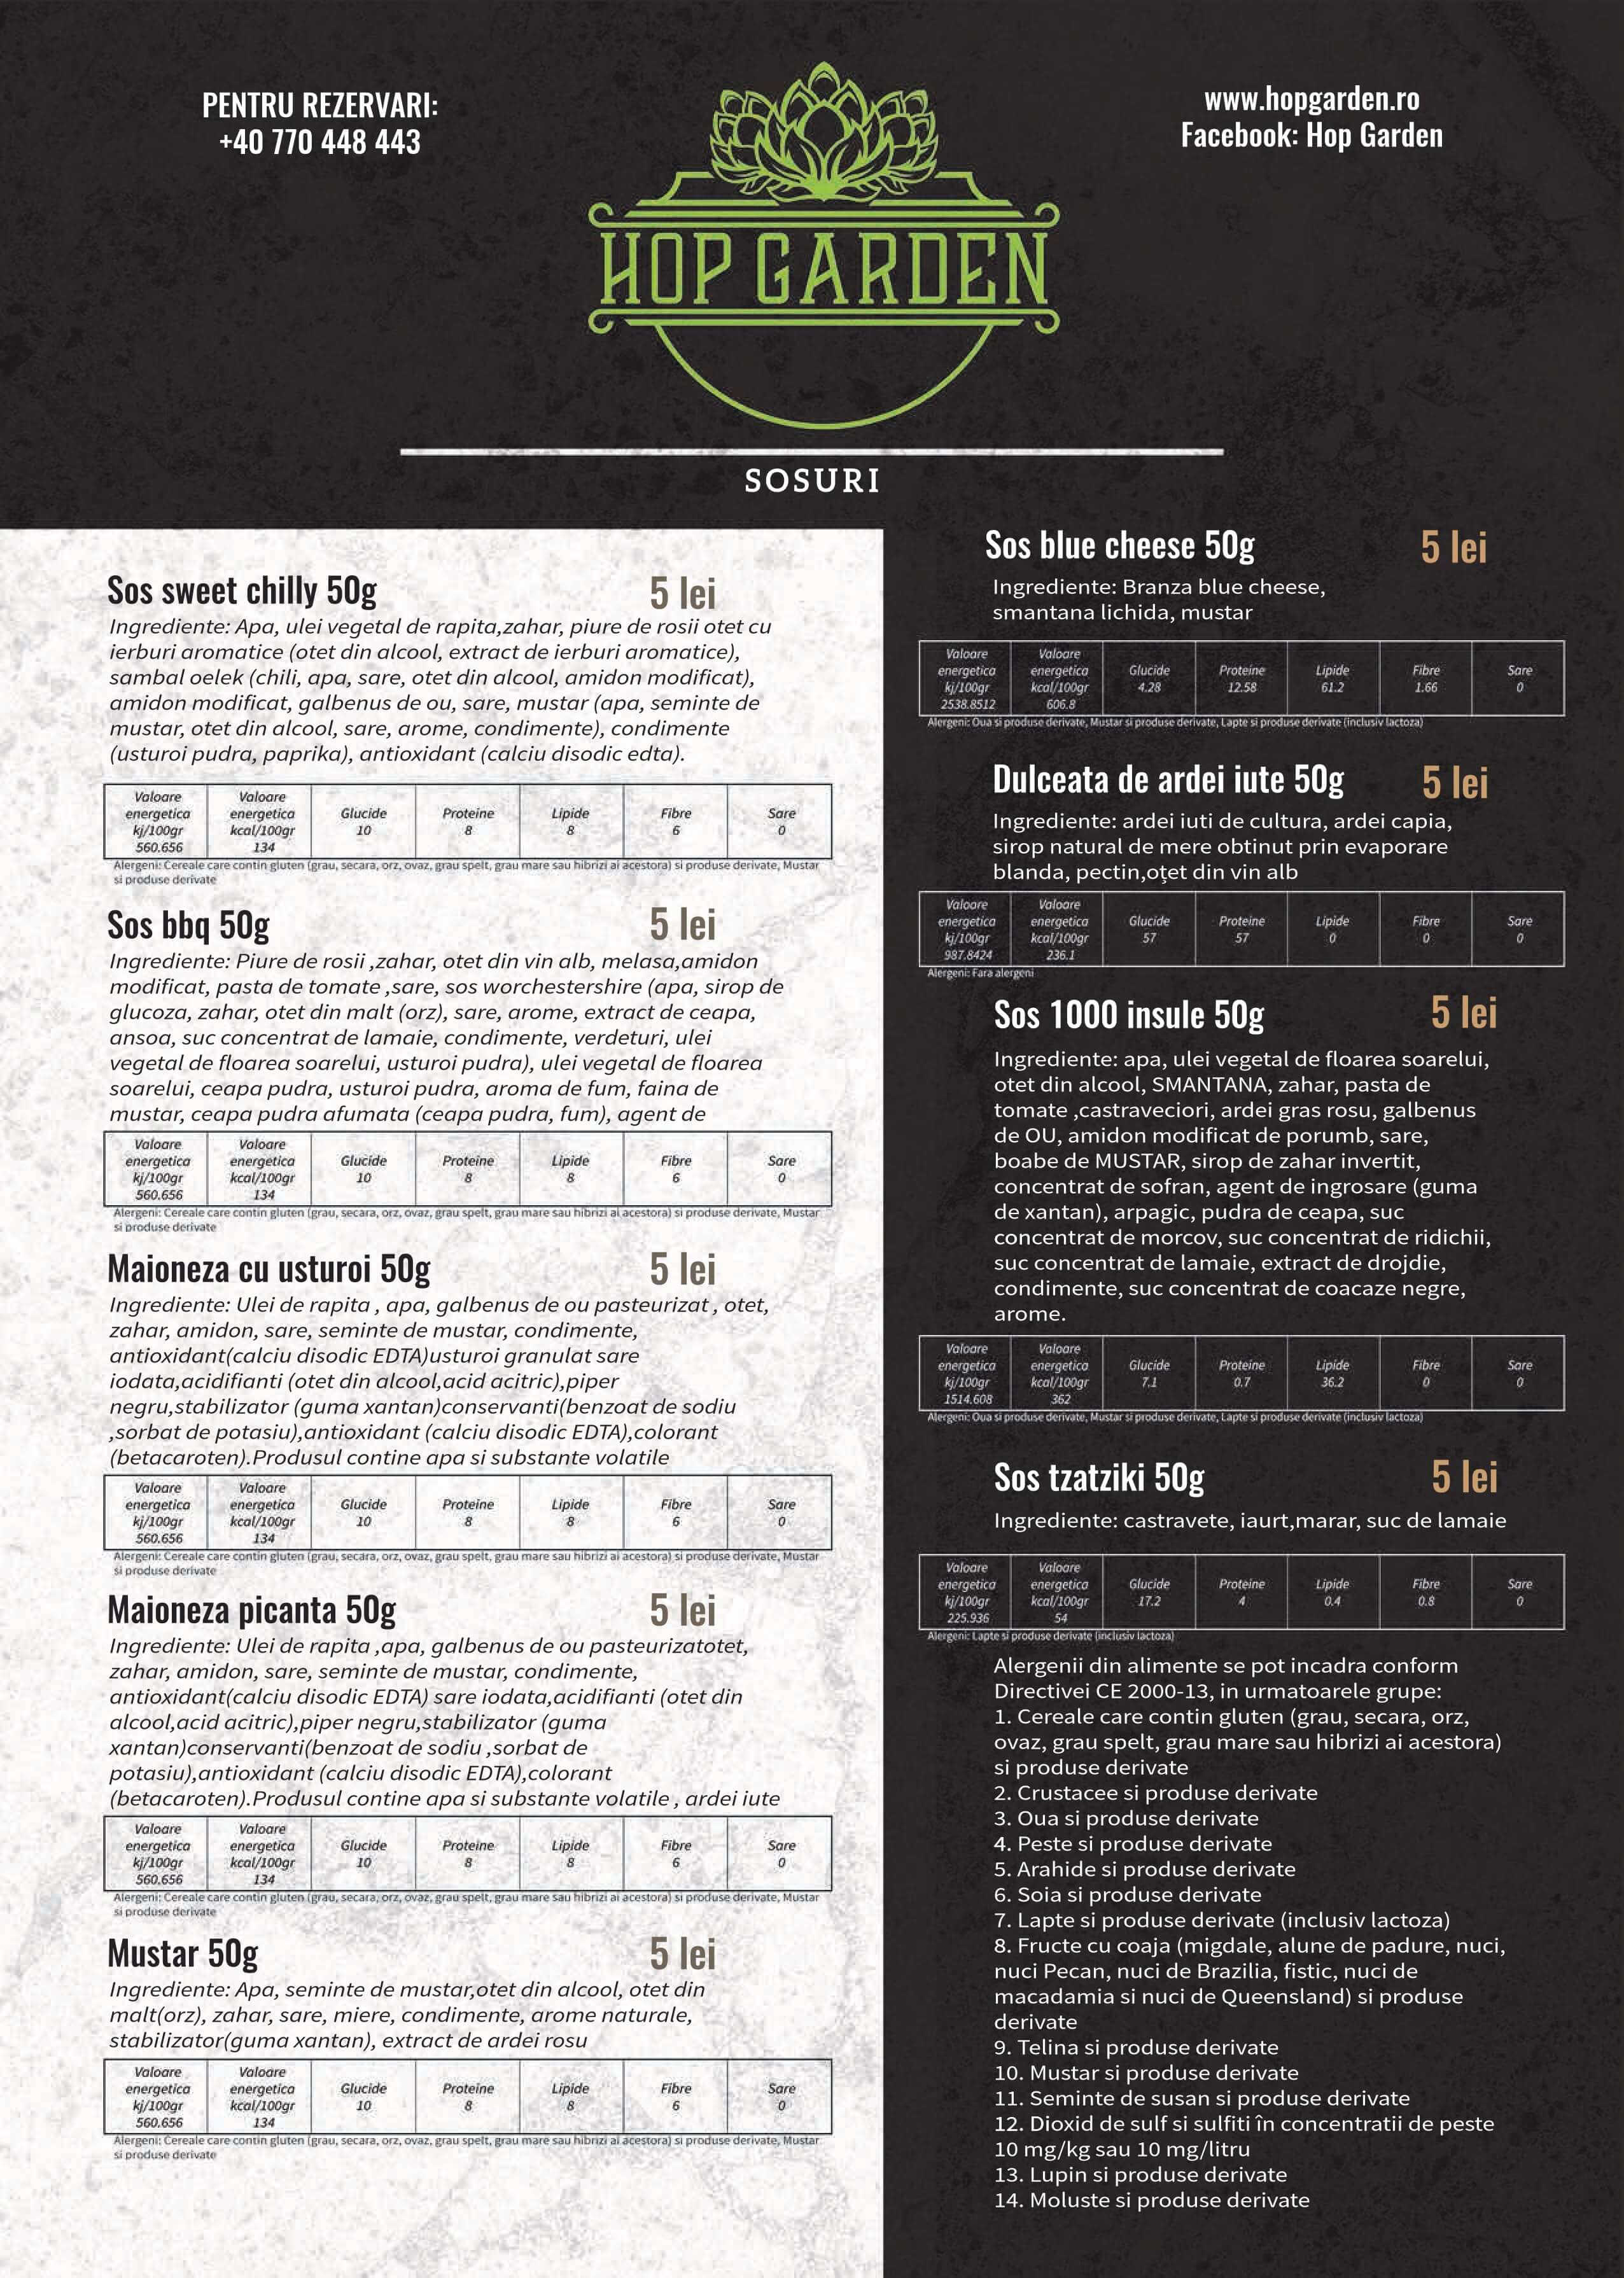 PENTRU REZERVARI:
+40 770 448 443
www.hopgarden.ro
Facebook: Hop Garden
HOP GARDEN
SOSURI
Sos sweet chilly 50g 5 lei
Ingrediente: Apa, ulei vegetal de rapita,zahar, piure de rosii otet cu
ierburi aromatice (otet din alcool, extract de ierburi aromatice),
sambal oelek (chili, apa, sare, otet din alcool, amidon modificat),
amidon modificat, galbenus de ou, sare, mustar (apa, seminte de
mustar, otet din alcool, sare, arome, condimente), condimente
(usturoi pudra, paprika), antioxidant (calciu disodic edta).
Valoare Valoare
energetica energetica Glucide Proteine Lipide Fibre Sare
kj/100gr kcal/100gr 10 8 8 6 0
560.656 134
Alergeni: Cereale care contin gluten (grau, secara, orz, ovaz, grau spelt, grau mare sau hibrizi ai acestora) si produse derivate, Mustar
si produse derivate
Sos bbq 50g 5 lei
Ingrediente: Piure de rosii ,zahar, otet din vin alb, melasa,amidon
modificat, pasta de tomate ,sare, sos worchestershire (apa, sirop de
glucoza, zahar, otet din malt (orz), sare, arome, extract de ceapa,
ansoa, suc concentrat de lamaie, condimente, verdeturi, ulei
vegetal de floarea soarelui, usturoi pudra), ulei vegetal de floarea
soarelui, ceapa pudra, usturoi pudra, aroma de fum, faina de
mustar, ceapa pudra afumata (ceapa pudra, fum), agent de
Valoare Valoare
energetica energetica Glucide Proteine Lipide Fibre Sare
kj/100gr kcal/100gr 10 8 8 6 0
560.656 134
Alergeni: Cereale care contin gluten (grau, secara, orz, ovaz, grau spelt, grau mare sau hibrizi ai acestora) si produse derivate, Mustar
si produse derivate
Maioneza cu usturoi 50g 5 lei
Ingrediente: Ulei de rapita , apa, galbenus de ou pasteurizat , otet,
zahar, amidon, sare, seminte de mustar, condimente,
antioxidant(calciu disodic EDTA)usturoi granulat sare
iodata,acidifianti (otet din alcool,acid acitric),piper
negru,stabilizator (guma xantan)conservanti(benzoat de sodiu
,sorbat de potasiu),antioxidant (calciu disodic EDTA),colorant
(betacaroten).Produsul contine apa si substante volatile
Valoare Valoare
energetica energetica Glucide Proteine Lipide Fibre Sare
kj/100gr kcal/100gr 10 8 8 6 0
560.656 134
Alergeni: Cereale care contin gluten (grau, secara, orz, ovaz, grau spelt, grau mare sau hibrizi ai acestora) si produse derivate, Mustar
si produse derivate
Maioneza picanta 50g 5 lei
Ingrediente: Ulei de rapita ,apa, galbenus de ou pasteurizatotet,
zahar, amidon, sare, seminte de mustar, condimente,
antioxidant(calciu disodic EDTA) sare iodata,acidifianti (otet din
alcool,acid acitric),piper negru,stabilizator (guma
xantan)conservanti(benzoat de sodiu ,sorbat de
potasiu),antioxidant (calciu disodic EDTA),colorant
(betacaroten).Produsul contine apa si substante volatile , ardei iute
Valoare Valoare
energetica energetica Glucide Proteine Lipide Fibre Sare
kj/100gr kcal/100gr 10 8 8 6 0
560.656 134
Alergeni: Cereale care contin gluten (grau, secara, orz, ovaz, grau spelt, grau mare sau hibrizi ai acestora) si produse derivate, Mustar
si produse derivate
Mustar 50g 5 lei
Ingrediente: Apa, seminte de mustar,otet din alcool, otet din
malt(orz), zahar, sare, miere, condimente, arome naturale,
stabilizator(guma xantan), extract de ardei rosu
Valoare Valoare
energetica energetica Glucide Proteine Lipide Fibre Sare
kj/100gr kcal/100gr 10 8 8 6 0
560.656 134
Alergeni: Cereale care contin gluten (grau, secara, orz, ovaz, grau spelt, grau mare sau hibrizi ai acestora) si produse derivate, Mustar
si produse derivate
Sos blue cheese 50g 5 lei
Ingrediente: Branza blue cheese,
smantana lichida, mustar
Valoare Valoare
energetica energetica Glucide Proteine Lipide Fibre Sare
kj/100gr kcal/100gr 4.28 12.58 61.2 1.66 0
2538.8512 606.8
Alergeni: Oua si produse derivate, Mustar si produse derivate, Lapte si produse derivate (inclusiv lactoza)
Dulceata de ardei iute 50g 5 lei
Ingrediente: ardei iuti de cultura, ardei capia,
sirop natural de mere obtinut prin evaporare
blanda, pectin,oțet din vin alb
Valoare Valoare
energetica energetica Glucide Proteine Lipide Fibre Sare
kj/100gr kcal/100gr 57 57 0 0 0
987.8424 236.1
Alergeni: Fara alergeni
Sos 1000 insule 50g 5 lei
Ingrediente: apa, ulei vegetal de floarea soarelui,
otet din alcool, SMANTANA, zahar, pasta de
tomate ,castraveciori, ardei gras rosu, galbenus
de OU, amidon modificat de porumb, sare,
boabe de MUSTAR, sirop de zahar invertit,
concentrat de sofran, agent de ingrosare (guma
de xantan), arpagic, pudra de ceapa, suc
concentrat de morcov, suc concentrat de ridichii,
suc concentrat de lamaie, extract de drojdie,
condimente, suc concentrat de coacaze negre,
arome.
Valoare Valoare
energetica energetica Glucide Proteine Lipide Fibre Sare
kj/100gr kcal/100gr 7.1 0.7 36.2 0 0
1514.608 362
Alergeni: Oua si produse derivate, Mustar si produse derivate, Lapte si produse derivate (inclusiv lactoza)
Sos tzatziki 50g 5 lei
Ingrediente: castravete, iaurt,marar, suc de lamaie
Valoare Valoare
energetica energetica Glucide Proteine Lipide Fibre Sare
kj/100gr kcal/100gr 17.2 4 0.4 0.8 0
225.936 54
Alergeni: Lapte si produse derivate (inclusiv lactoza)
Alergenii din alimente se pot incadra conform
Directivei CE 2000-13, in urmatoarele grupe:
1. Cereale care contin gluten (grau, secara, orz,
ovaz, grau spelt, grau mare sau hibrizi ai acestora)
si produse derivate
2. Crustacee si produse derivate
3. Oua si produse derivate
4. Peste si produse derivate
5. Arahide si produse derivate
6. Soia si produse derivate
7. Lapte si produse derivate (inclusiv lactoza)
8. Fructe cu coaja (migdale, alune de padure, nuci,
nuci Pecan, nuci de Brazilia, fistic, nuci de
macadamia si nuci de Queensland) si produse
derivate
9. Telina si produse derivate
10. Mustar si produse derivate
11. Seminte de susan si produse derivate
12. Dioxid de sulf si sulfiti în concentratii de peste
10 mg/kg sau 10 mg/litru
13. Lupin si produse derivate
14. Moluste si produse derivate